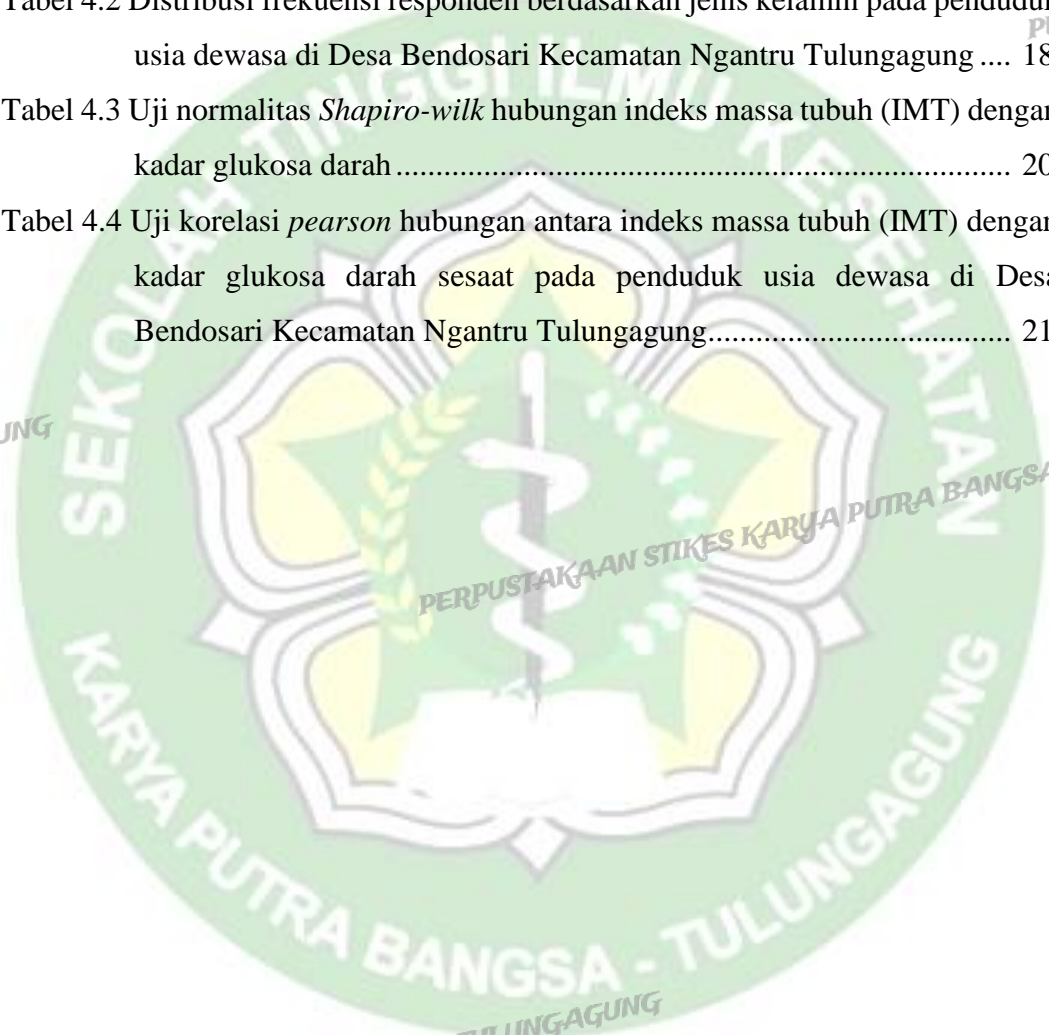 Tabel 4.2 Distribusi frekuensi responden berdasarkan jenis kelamin pada penduduk
usia dewasa di Desa Bendosari Kecamatan Ngantru Tulungagung .... 18
Tabel 4.3 Uji normalitas Shapiro-wilk hubungan indeks massa tubuh (IMT) dengan
kadar glukosa darah ............................................................................. 20
Tabel 4.4 Uji korelasi pearson hubungan antara indeks massa tubuh (IMT) dengan
kadar glukosa darah sesaat pada penduduk usia dewasa di Desa
Bendosari Kecamatan Ngantru Tulungagung...................................... 21
SEKOLAH TINGGI ILMU KESEHATAN
UNG
PERPUSTAKAAN STIKES KARYA PUTRA BANGSA
KARYA PUTRA BANGSA - TULUNGAGUNG
TULUNGAGUNG